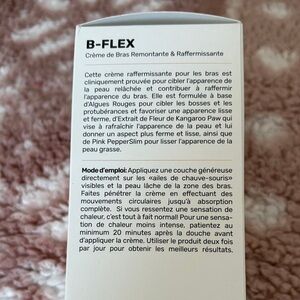 B-FLEX
Crème de Bras Remontante & Raffermissante
Cette crème raffermissante pour les bras est
cliniquement prouvée pour cibler l'apparence de
la peau relâchée et contribuer à raffermir
l'apparence du bras. Elle est formulée à base
d'Algues Rouges pour cibler les bosses et les
protubérances et favoriser une apparence plus
ferme, d'Extrait de Fleur de Kangaroo Paw qui
vise à rafraîchir l'apparence de la peau et lui
donner un aspect plus ferme et lisse, ainsi que
de Pink PepperSlim pour lisser l'apparence de la
peau grasse.
Mode d'emploi: Appliquez une couche généreuse
directement sur les «ailes de chauve-souris»
visibles et la peau lâche de la zone des bras.
Faites pénétrer la crème en effectuant des
mouvements circulaires jusqu'à absorption
complète. Si vous ressentez une sensation de
chaleur, c'est tout à fait normal! Pour une sensa-
tion de chaleur moins intense, patientez au
minimum 20 minutes après la douche avant
d'appliquer la crème. Utiliser le produit deux fois
par jour pour obtenir les meilleurs résultats.